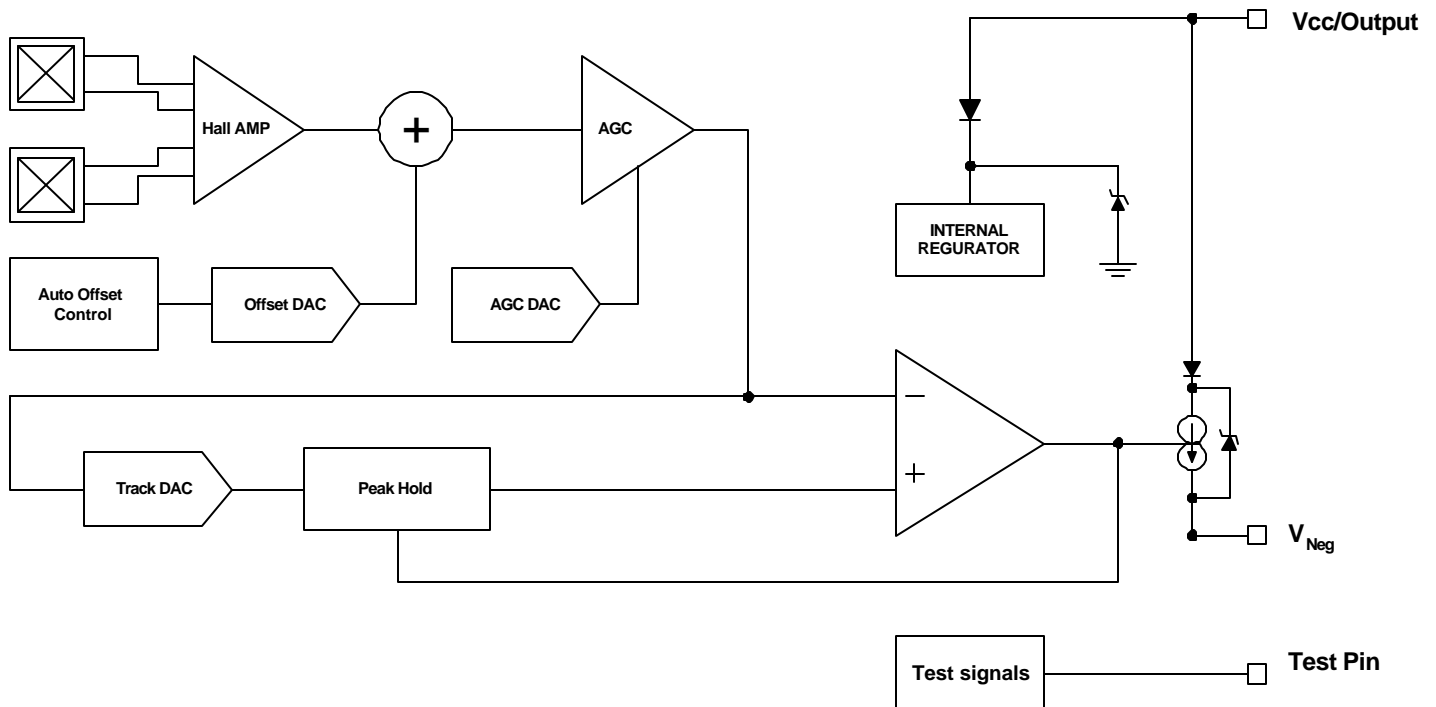 Vcc/Output
Hall AMP
+
AGC
INTERNAL
REGURATOR
Auto Offset
Control
Offset DAC
AGC DAC
−
Track DAC
Peak Hold
+
V_Neg
Test signals
Test Pin